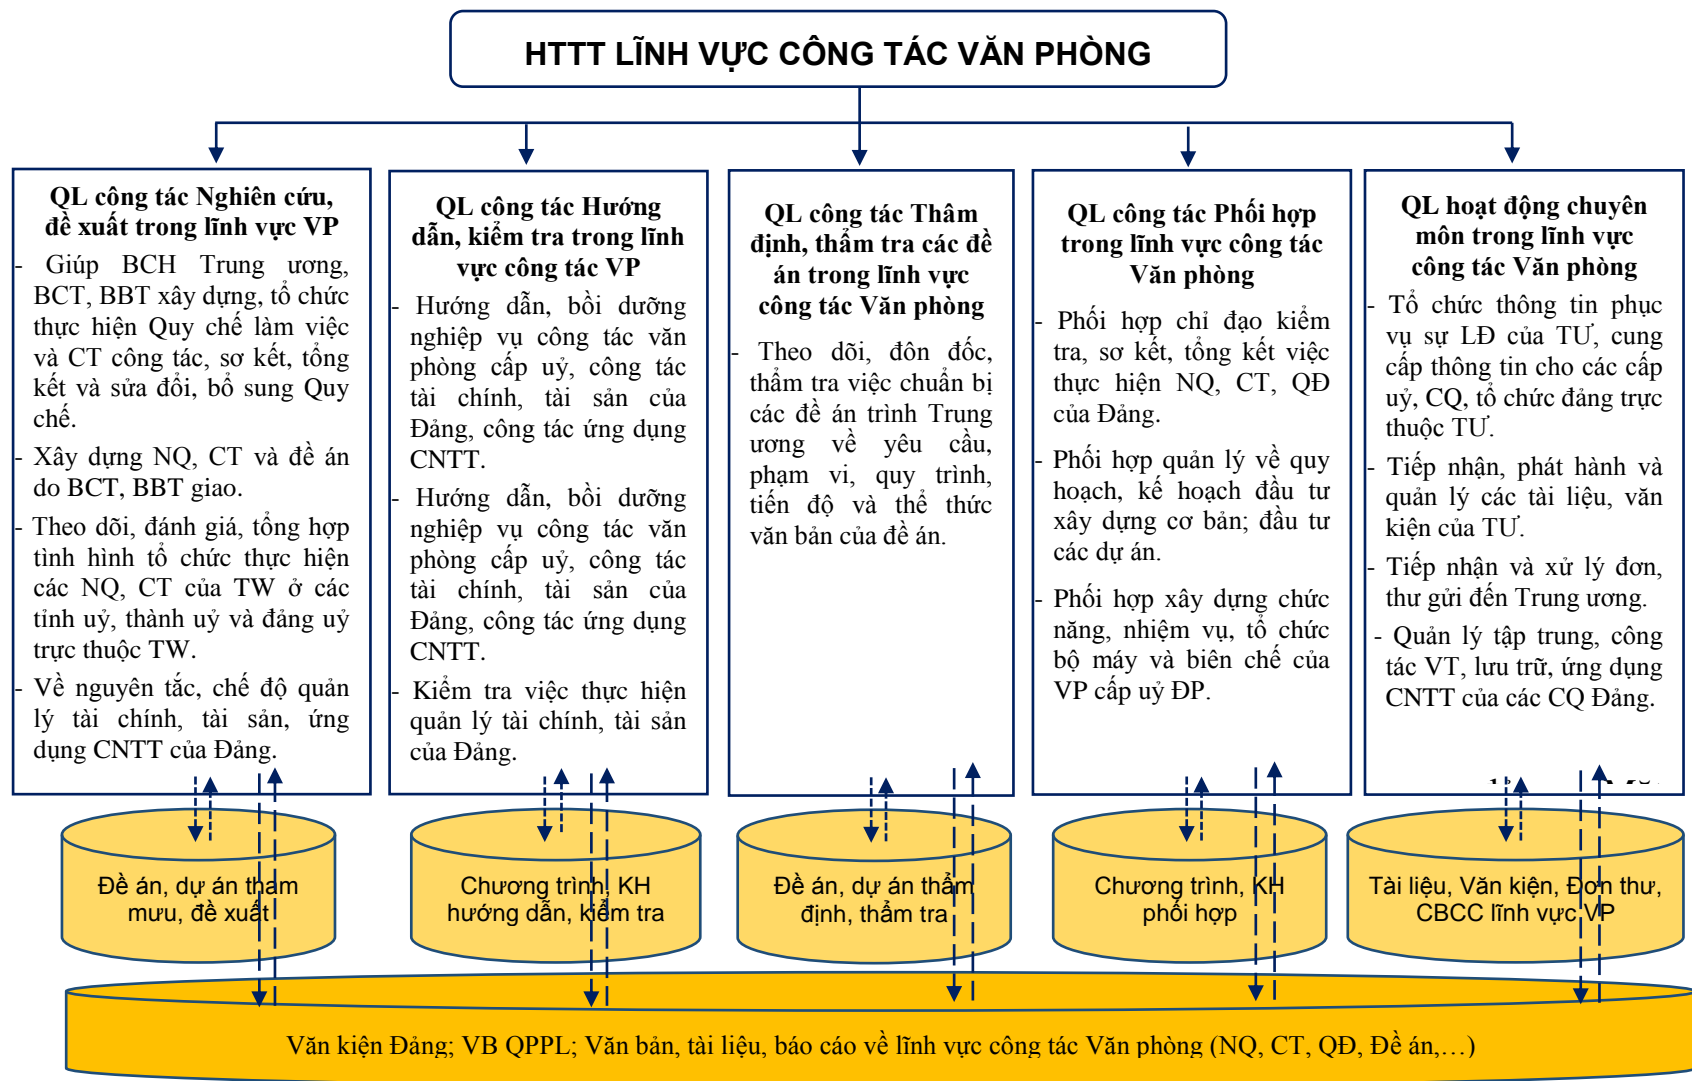 HTTT LĨNH VỰC CÔNG TÁC VĂN PHÒNG
QL công tác Nghiên cứu,
đề xuất trong lĩnh vực VP
- Giúp BCH Trung ương,
BCT, BBT xây dựng, tổ chức
thực hiện Quy chế làm việc
và CT công tác, sơ kết, tổng
kết và sửa đổi, bổ sung Quy
chế.
- Xây dựng NQ, CT và đề án
do BCT, BBT giao.
- Theo dõi, đánh giá, tổng hợp
tình hình tổ chức thực hiện
các NQ, CT của TW ở các
tỉnh uỷ, thành uỷ và đảng uỷ
trực thuộc TW.
- Về nguyên tắc, chế độ quản
lý tài chính, tài sản, ứng
dụng CNTT của Đảng.
QL công tác Hướng
dẫn, kiểm tra trong lĩnh
vực công tác VP
- Hướng dẫn, bồi dưỡng
nghiệp vụ công tác văn
phòng cấp uỷ, công tác
tài chính, tài sản của
Đảng, công tác ứng dụng
CNTT.
- Hướng dẫn, bồi dưỡng
nghiệp vụ công tác văn
phòng cấp uỷ, công tác
tài chính, tài sản của
Đảng, công tác ứng dụng
CNTT.
- Kiểm tra việc thực hiện
quản lý tài chính, tài sản
của Đảng.
QL công tác Thâm
định, thẩm tra các đề
án trong lĩnh vực
công tác Văn phòng
- Theo dõi, đôn đốc,
thẩm tra việc chuẩn bị
các đề án trình Trung
ương về yêu cầu,
phạm vi, quy trình,
tiến độ và thể thức
văn bản của đề án.
QL công tác Phối hợp
trong lĩnh vực công tác
Văn phòng
- Phối hợp chỉ đạo kiểm
tra, sơ kết, tổng kết việc
thực hiện NQ, CT, QĐ
của Đảng.
- Phối hợp quản lý về quy
hoạch, kế hoạch đầu tư
xây dựng cơ bản; đầu tư
các dự án.
- Phối hợp xây dựng chức
năng, nhiệm vụ, tổ chức
bộ máy và biên chế của
VP cấp uỷ ĐP.
QL hoạt động chuyên
môn trong lĩnh vực
công tác Văn phòng
- Tổ chức thông tin phục
vụ sự LĐ của TƯ, cung
cấp thông tin cho các cấp
uỷ, CQ, tổ chức đảng trực
thuộc TƯ.
- Tiếp nhận, phát hành và
quản lý các tài liệu, văn
kiện của TƯ.
- Tiếp nhận và xử lý đơn,
thư gửi đến Trung ương.
- Quản lý tập trung, công
tác VT, lưu trữ, ứng dụng
CNTT của các CQ Đảng.
Đề án, dự án tham
mưu, đề xuất
Chương trình, KH
hướng dẫn, kiểm tra
Đề án, dự án thẩm
định, thẩm tra
Chương trình, KH
phối hợp
Tài liệu, Văn kiện, Đơn thư,
CBCC lĩnh vực VP
Văn kiện Đảng; VB QPPL; Văn bản, tài liệu, báo cáo về lĩnh vực công tác Văn phòng (NQ, CT, QĐ, Đề án,…)